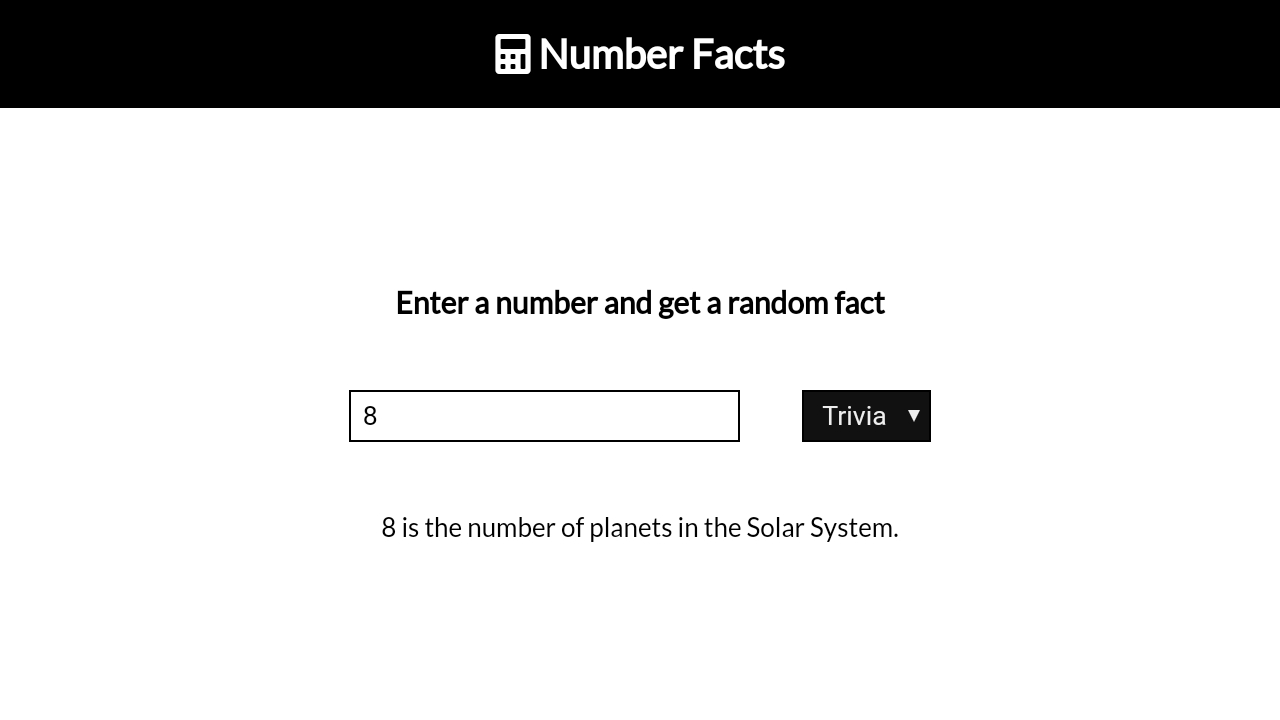 Number Facts
Enter a number and get a random fact
8
Trivia
8 is the number of planets in the Solar System.